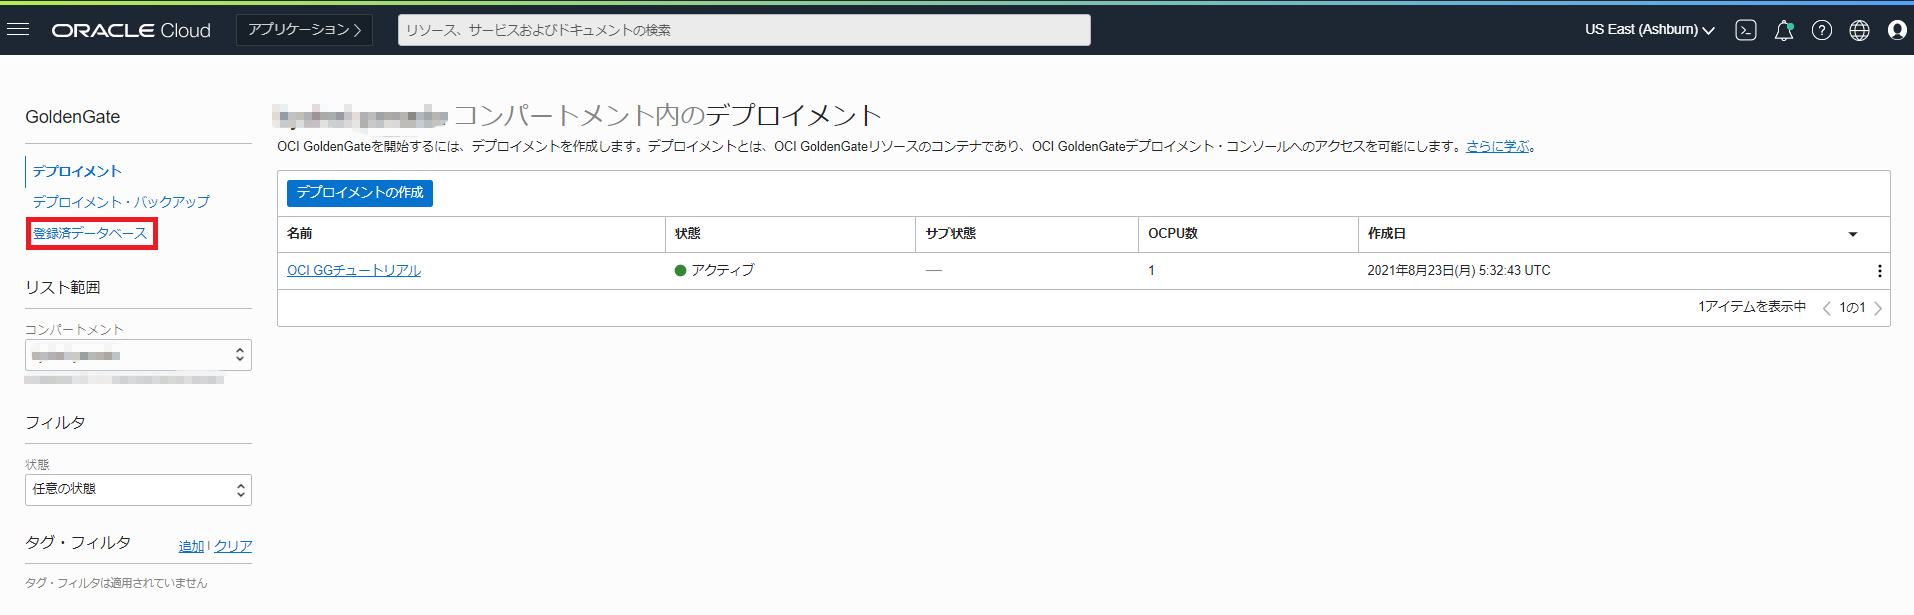 ORACLE Cloud
アプリケーション
リソース、サービスおよびドキュメントの検索
US East (Ashburn)
GoldenGate
デプロイメント
デプロイメント・バックアップ
登録済データベース
リスト範囲
コンパートメント
フィルタ
状態
任意の状態
タグ・フィルタ
追加 | クリア
タグ・フィルタは適用されていません
コンパートメント内のデプロイメント
OCI GoldenGateを開始するには、デプロイメントを作成します。デプロイメントとは、OCI GoldenGateリソースのコンテナであり、OCI GoldenGateデプロイメント・コンソールへのアクセスを可能にします。さらに学ぶ。
デプロイメントの作成
名前 状態 サブ状態 OCPU数 作成日
OCI GGチュートリアル アクティブ — 1 2021年8月23日(月) 5:32:43 UTC
1アイテムを表示中 1の1